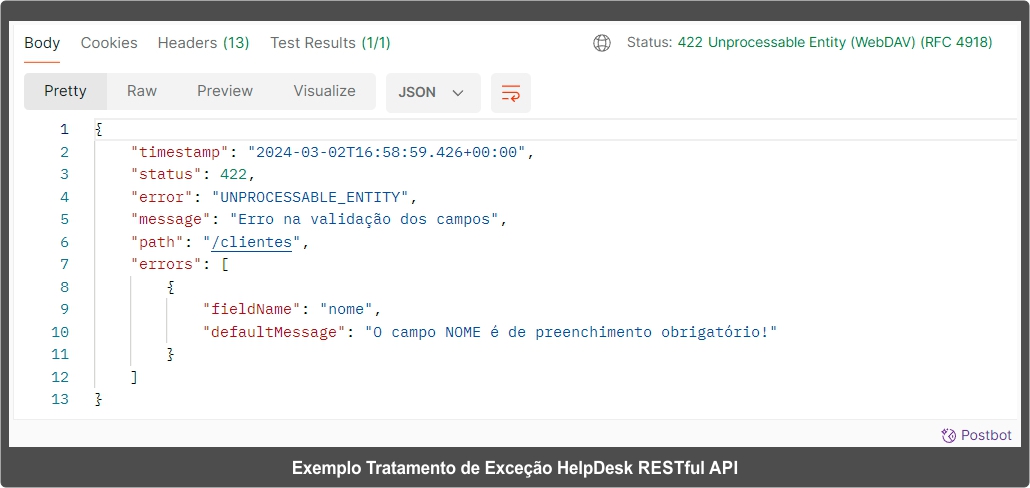 Body Cookies Headers (13) Test Results (1/1) Status: 422 Unprocessable Entity (WebDAV) (RFC 4918)
Pretty Raw Preview Visualize JSON
1 {
2 "timestamp": "2024-03-02T16:58:59.426+00:00",
3 "status": 422,
4 "error": "UNPROCESSABLE_ENTITY",
5 "message": "Erro na validação dos campos",
6 "path": "/clientes",
7 "errors": [
8 {
9 "fieldName": "nome",
10 "defaultMessage": "O campo NOME é de preenchimento obrigatório!"
11 }
12 ]
13 }
Postbot
Exemplo Tratamento de Exceção HelpDesk RESTful API